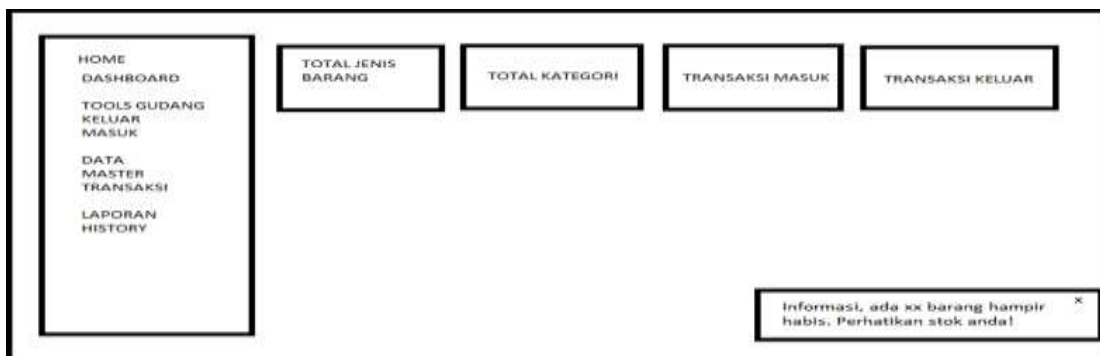 HOME
DASHBOARD
TOOLS GUDANG
KELUAR
MASUK
DATA
MASTER
TRANSAKSI
LAPORAN
HISTORY
TOTAL JENIS
BARANG
TOTAL KATEGORI
TRANSAKSI MASUK
TRANSAKSI KELUAR
Informasi, ada xx barang hampir
habis. Perhatikan stok anda!
x